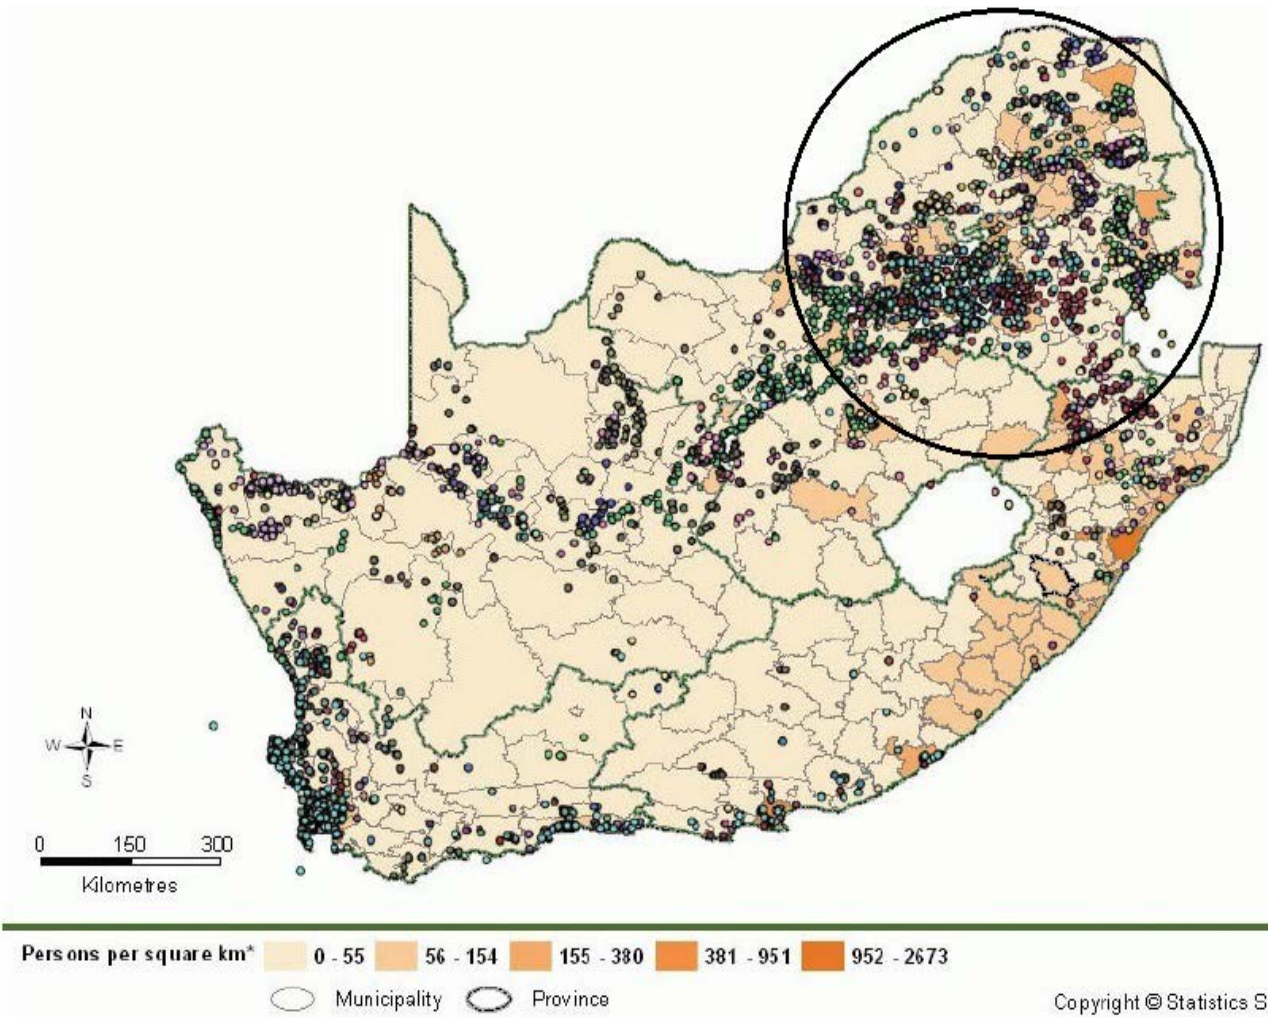 N
W E
S
0 150 300
Kilometres
Persons per square km* 0 - 55 56 - 154 155 - 380 381 - 951 952 - 2673
Municipality Province
Copyright © Statistics S